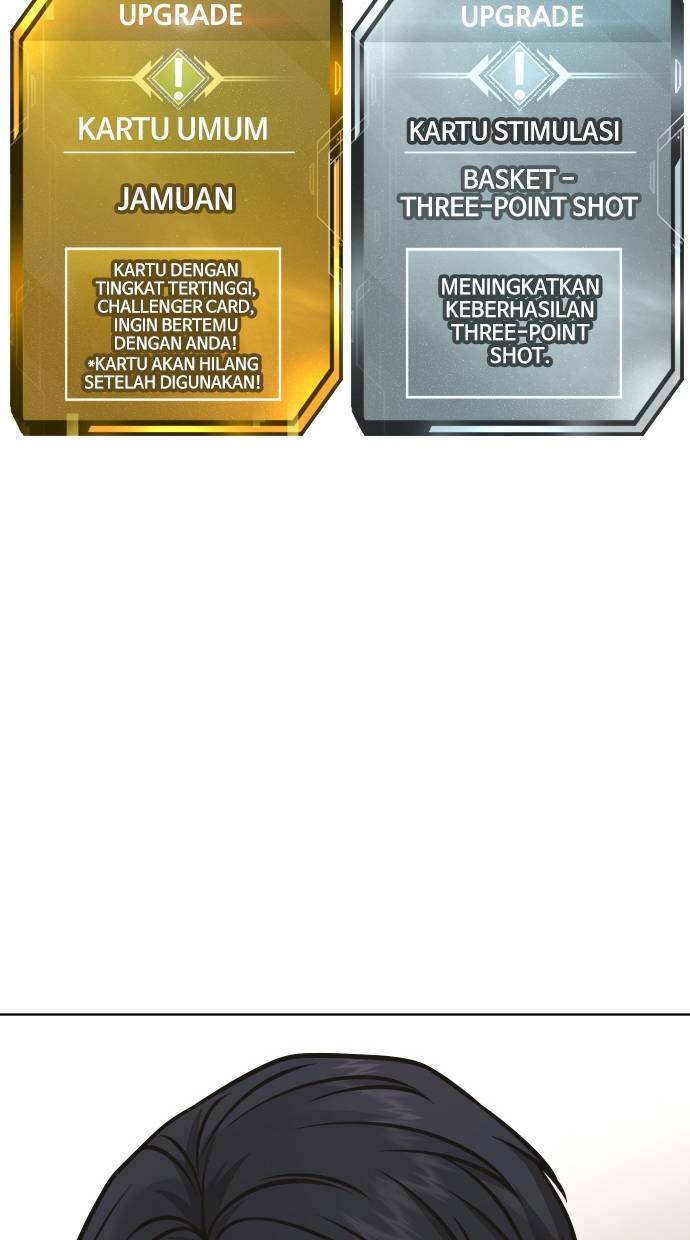 UPGRADE
!
KARTU UMUM
JAMUAN
KARTU DENGAN
TINGKAT TERTINGGI,
CHALLENGER CARD,
INGIN BERTEMU
DENGAN ANDA!
*KARTU AKAN HILANG
SETELAH DIGUNAKAN!
UPGRADE
!
KARTU STIMULASI
BASKET -
THREE-POINT SHOT
MENINGKATKAN
KEBERHASILAN
THREE-POINT
SHOT.